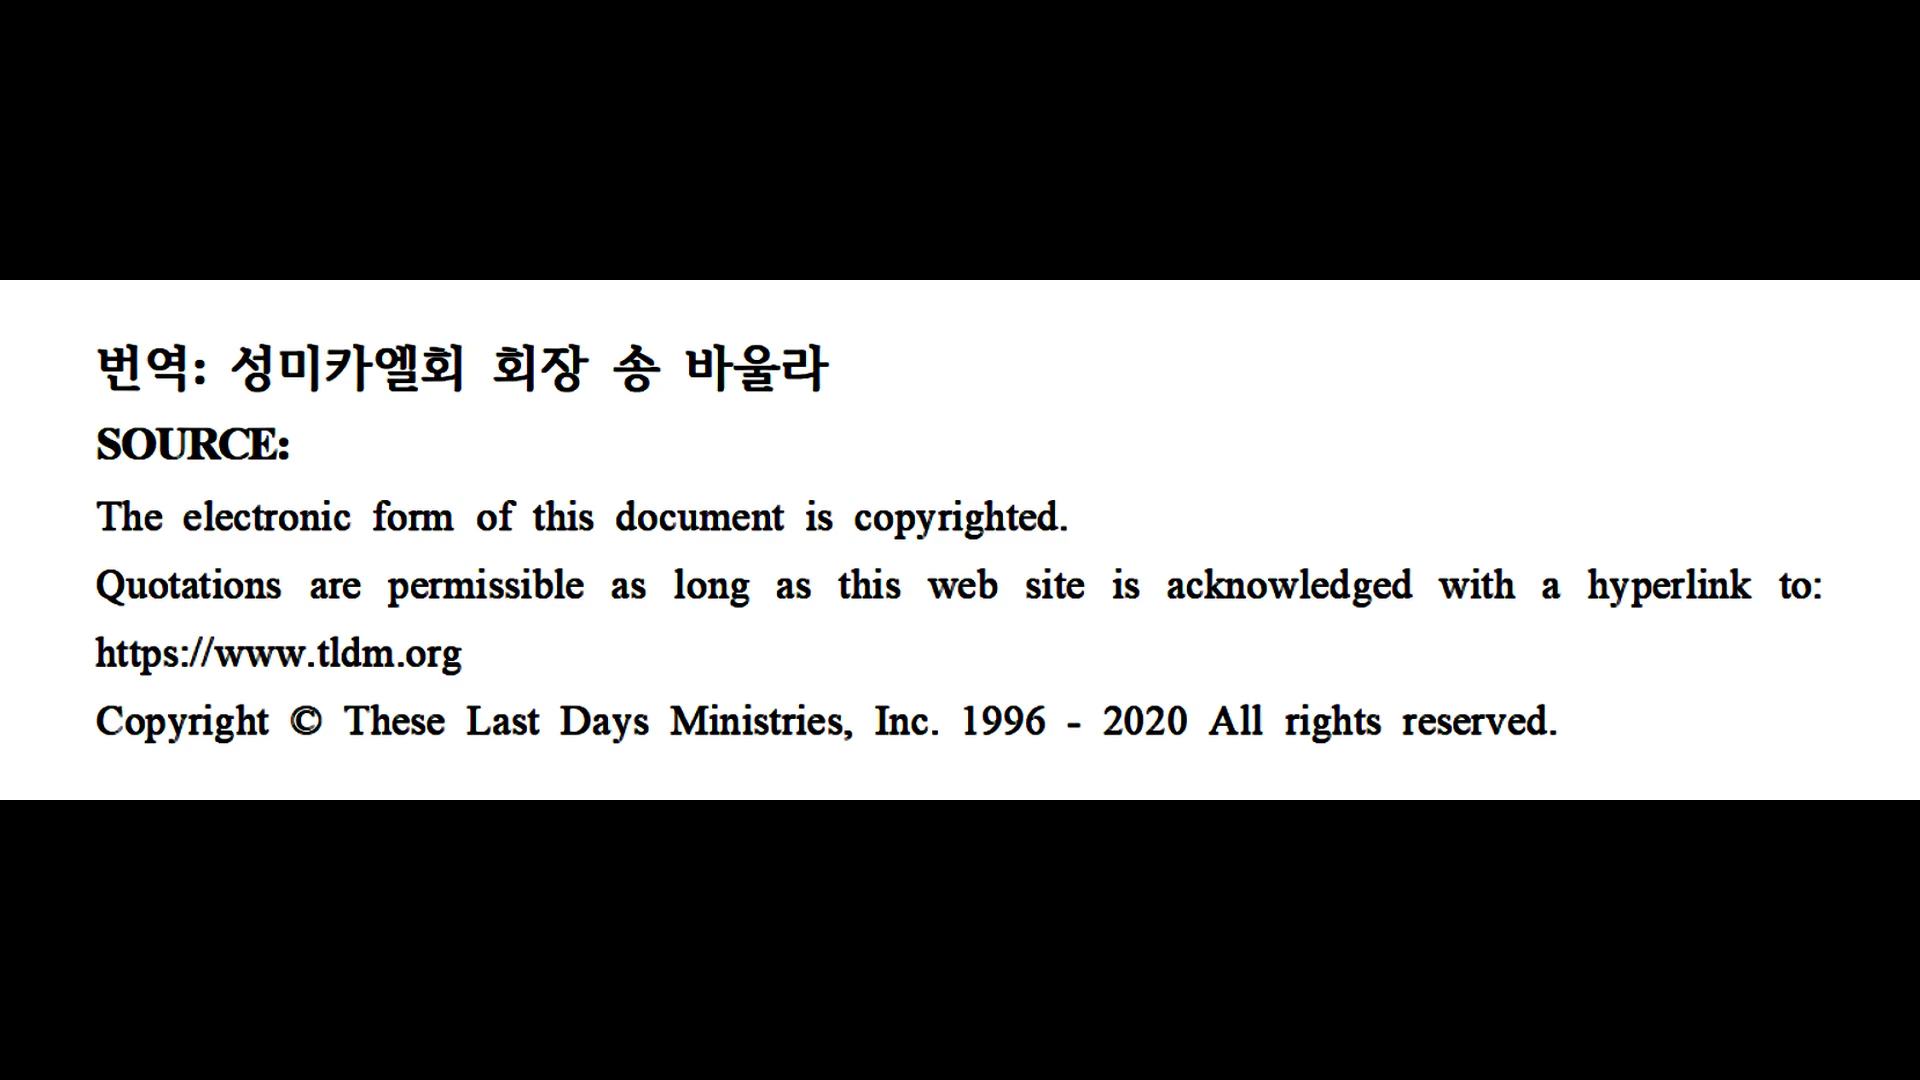 번역: 성미카엘회 회장 송 바울라
SOURCE:
The electronic form of this document is copyrighted.
Quotations are permissible as long as this web site is acknowledged with a hyperlink to:
https://www.tldm.org
Copyright © These Last Days Ministries, Inc. 1996 - 2020 All rights reserved.